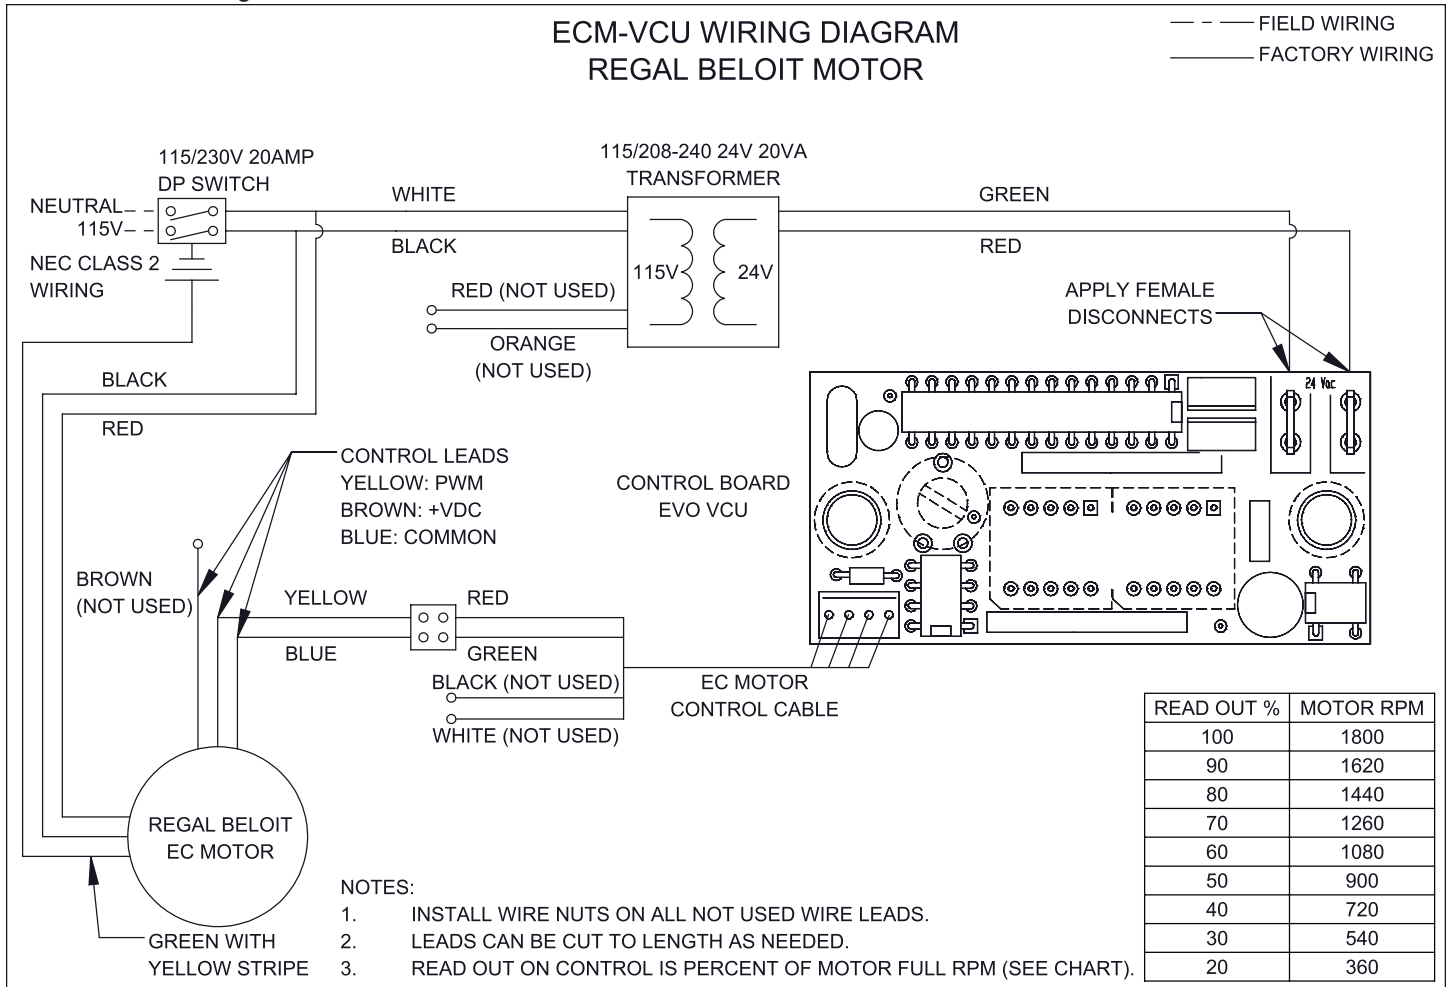 ECM-VCU WIRING DIAGRAM
REGAL BELOIT MOTOR
FIELD WIRING
FACTORY WIRING
115/230V 20AMP
DP SWITCH
NEUTRAL
115V
NEC CLASS 2
WIRING
WHITE
BLACK
115/208-240 24V 20VA
TRANSFORMER
115V
24V
RED (NOT USED)
ORANGE
(NOT USED)
GREEN
RED
APPLY FEMALE
DISCONNECTS
24 Vac
BLACK
RED
CONTROL LEADS
YELLOW: PWM
BROWN: +VDC
BLUE: COMMON
CONTROL BOARD
EVO VCU
BROWN
(NOT USED)
YELLOW
BLUE
RED
GREEN
BLACK (NOT USED)
WHITE (NOT USED)
EC MOTOR
CONTROL CABLE
REGAL BELOIT
EC MOTOR
GREEN WITH
YELLOW STRIPE
NOTES:
1. INSTALL WIRE NUTS ON ALL NOT USED WIRE LEADS.
2. LEADS CAN BE CUT TO LENGTH AS NEEDED.
3. READ OUT ON CONTROL IS PERCENT OF MOTOR FULL RPM (SEE CHART).
READ OUT % MOTOR RPM
100 1800
90 1620
80 1440
70 1260
60 1080
50 900
40 720
30 540
20 360